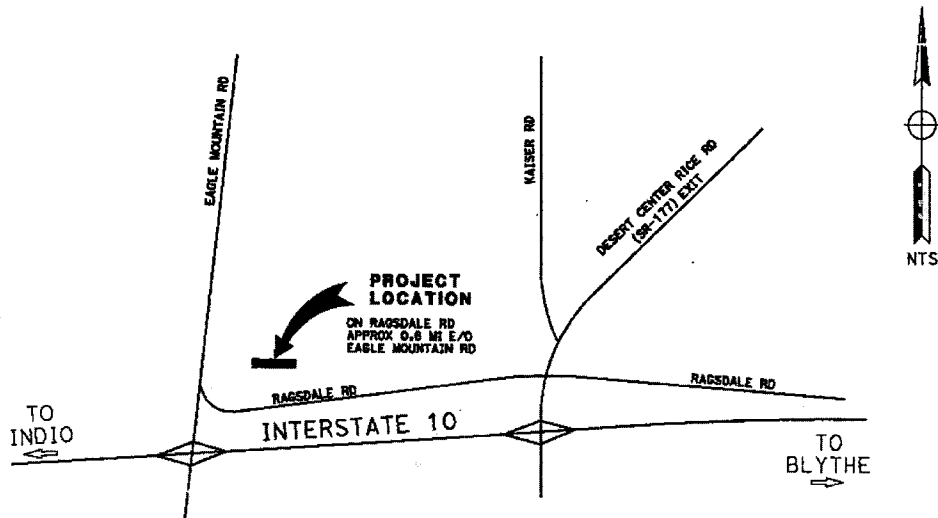 EAGLE MOUNTAIN RD
KAISER RD
DESERT CENTER RICE RD
(SR-177) EXIT
NTS
PROJECT
LOCATION
ON RAGSDALE RD
APPROX 0.6 MI E/O
EAGLE MOUNTAIN RD
RAGSDALE RD
RAGSDALE RD
TO
INDIO
INTERSTATE 10
TO
BLYTHE